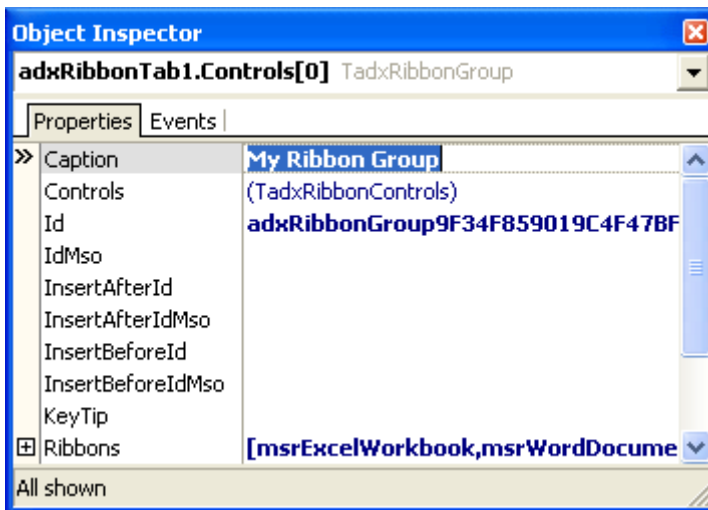 Object Inspector
adxRibbonTab1.Controls[0] TadxRibbonGroup
Properties Events
Caption My Ribbon Group
Controls (TadxRibbonControls)
Id adxRibbonGroup9F34F859019C4F47BF
IdMso
InsertAfterId
InsertAfterIdMso
InsertBeforeId
InsertBeforeIdMso
KeyTip
Ribbons [msrExcelWorkbook,msrWordDocume
All shown